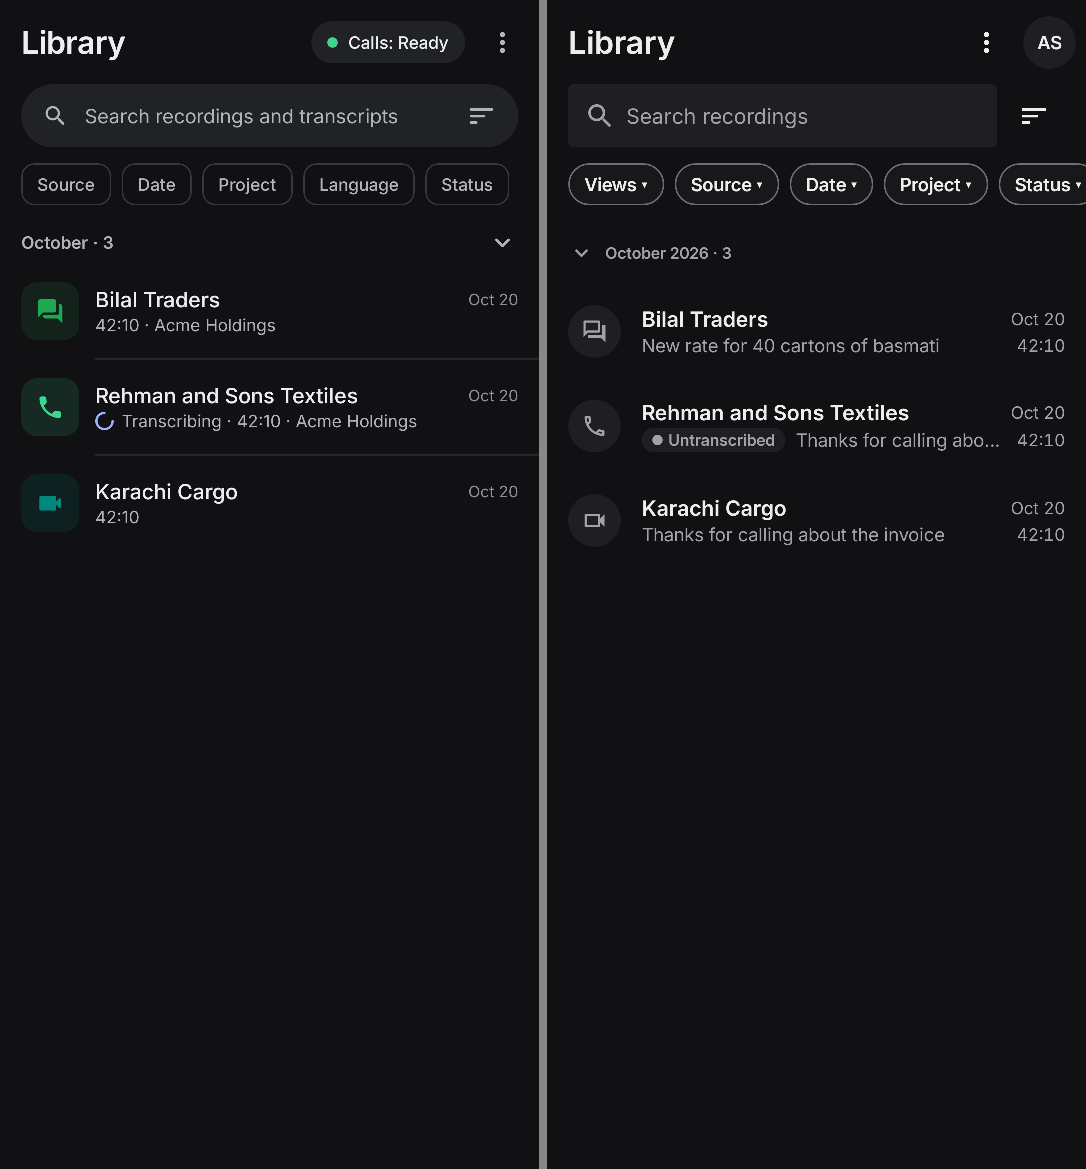 Library
Calls: Ready
Search recordings and transcripts
Source
Date
Project
Language
Status
October · 3
Bilal Traders
Oct 20
42:10 · Acme Holdings
Rehman and Sons Textiles
Oct 20
Transcribing · 42:10 · Acme Holdings
Karachi Cargo
Oct 20
42:10
Library
AS
Search recordings
Views ▾
Source ▾
Date ▾
Project ▾
Status ▾
October 2026 · 3
Bilal Traders
Oct 20
New rate for 40 cartons of basmati
42:10
Rehman and Sons Textiles
Oct 20
Untranscribed
Thanks for calling abo...
42:10
Karachi Cargo
Oct 20
Thanks for calling about the invoice
42:10